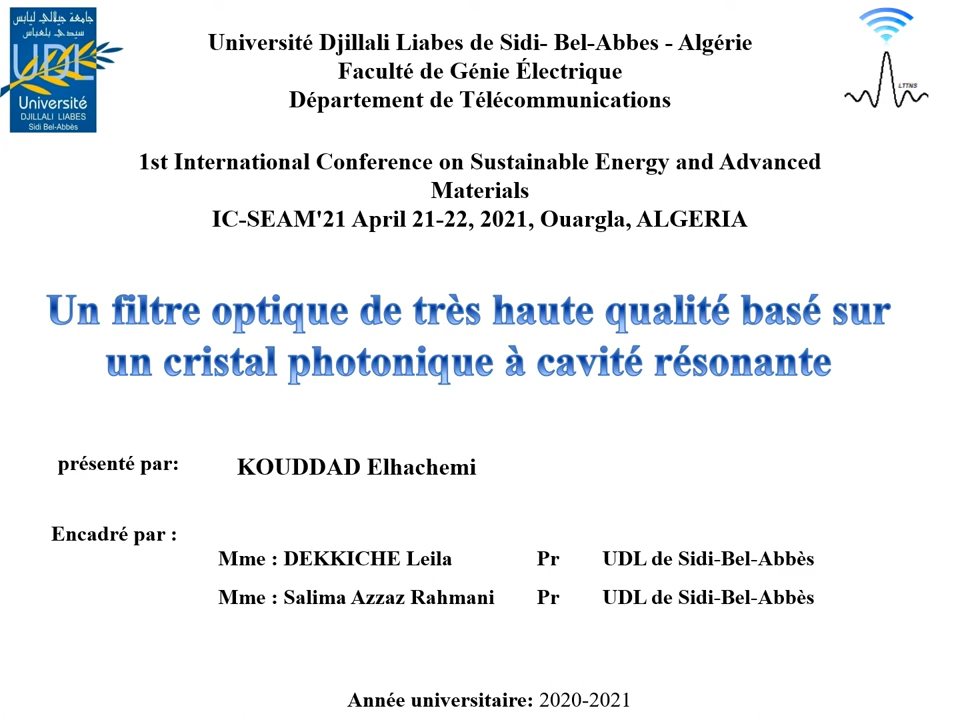 جامعة جيلالي ليابس
سيدي بلعباس
UDL
Université
DJILLALI LIABES
Sidi Bel-Abbès
LTTNS
Université Djillali Liabes de Sidi- Bel-Abbes - Algérie
Faculté de Génie Électrique
Département de Télécommunications
1st International Conference on Sustainable Energy and Advanced
Materials
IC-SEAM'21 April 21-22, 2021, Ouargla, ALGERIA
Un filtre optique de très haute qualité basé sur
un cristal photonique à cavité résonante
présenté par: KOUDDAD Elhachemi
Encadré par :
Mme : DEKKICHE Leila Pr UDL de Sidi-Bel-Abbès
Mme : Salima Azzaz Rahmani Pr UDL de Sidi-Bel-Abbès
Année universitaire: 2020-2021